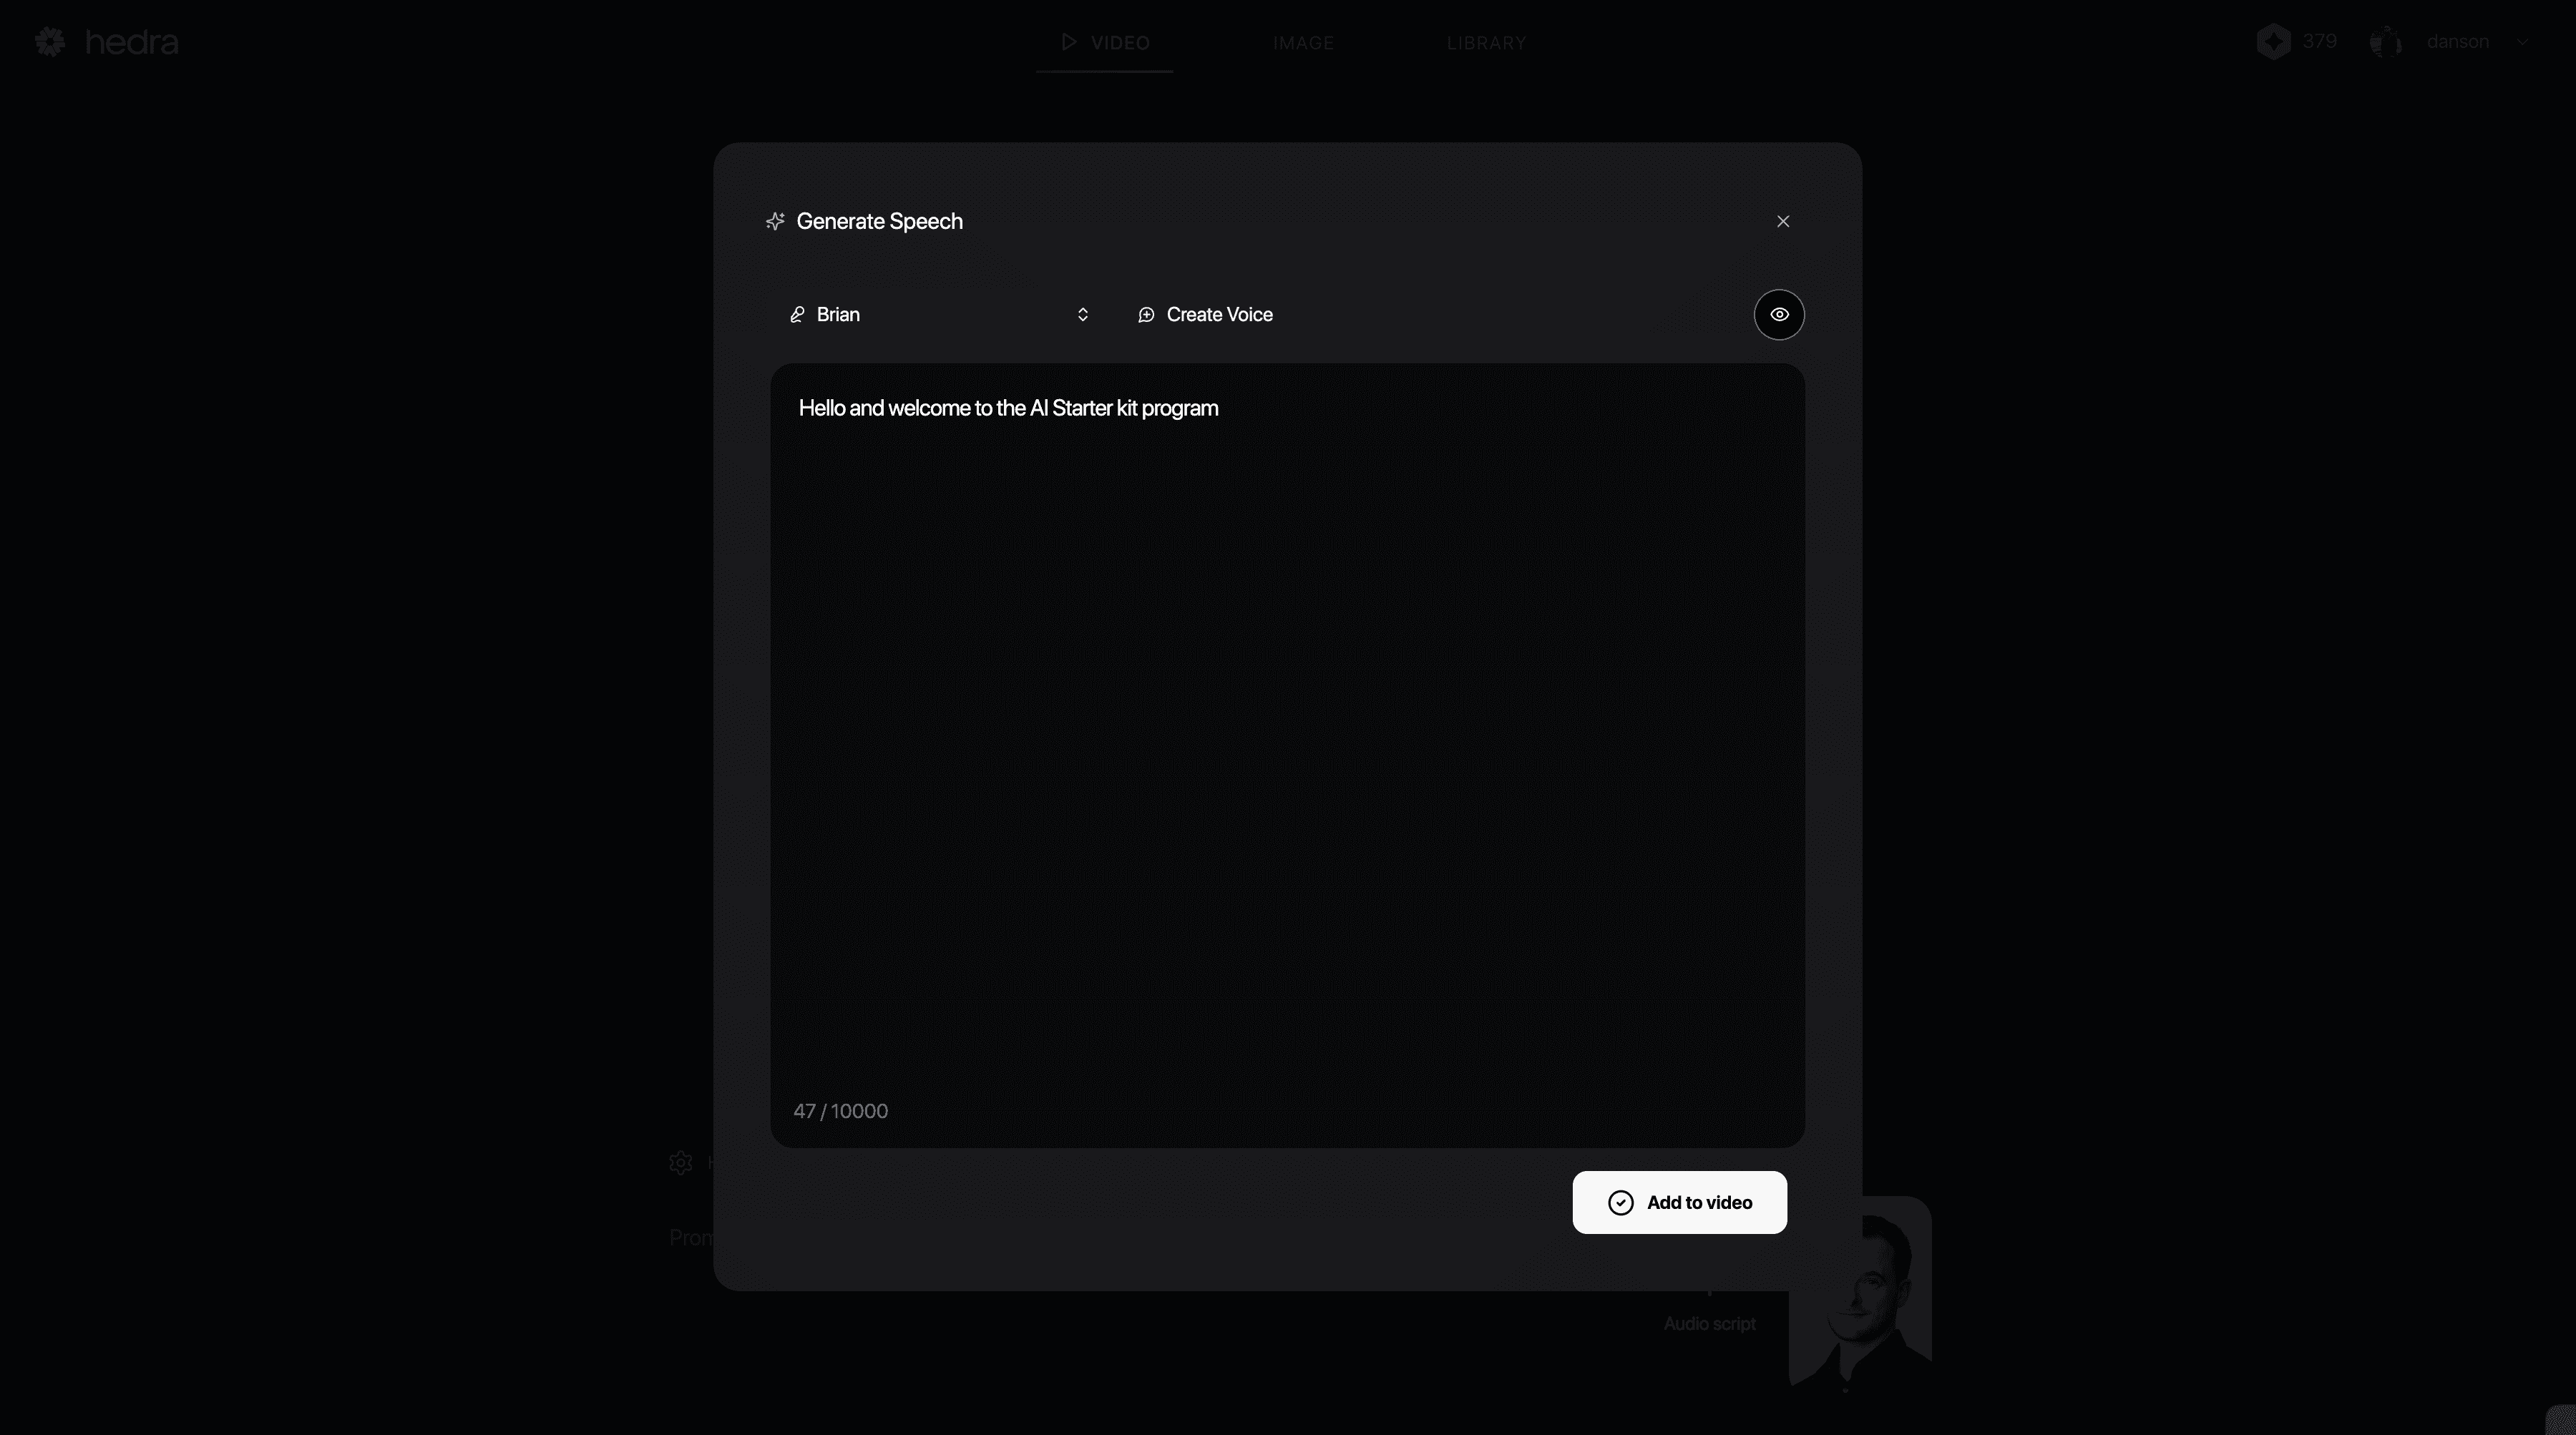 hedra
VIDEO
IMAGE
LIBRARY
379
danson
Generate Speech
Brian
Create Voice
Hello and welcome to the AI Starter kit program
47 / 10000
Add to video
Audio script